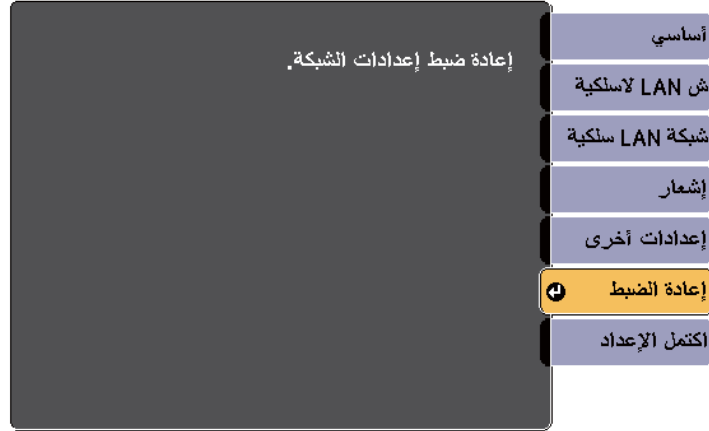 أساسي
ش LAN لاسلكية
شبكة LAN سلكية
إشعار
إعدادات أخرى
إعادة الضبط
اكتمل الإعداد
إعادة ضبط إعدادات الشبكة.